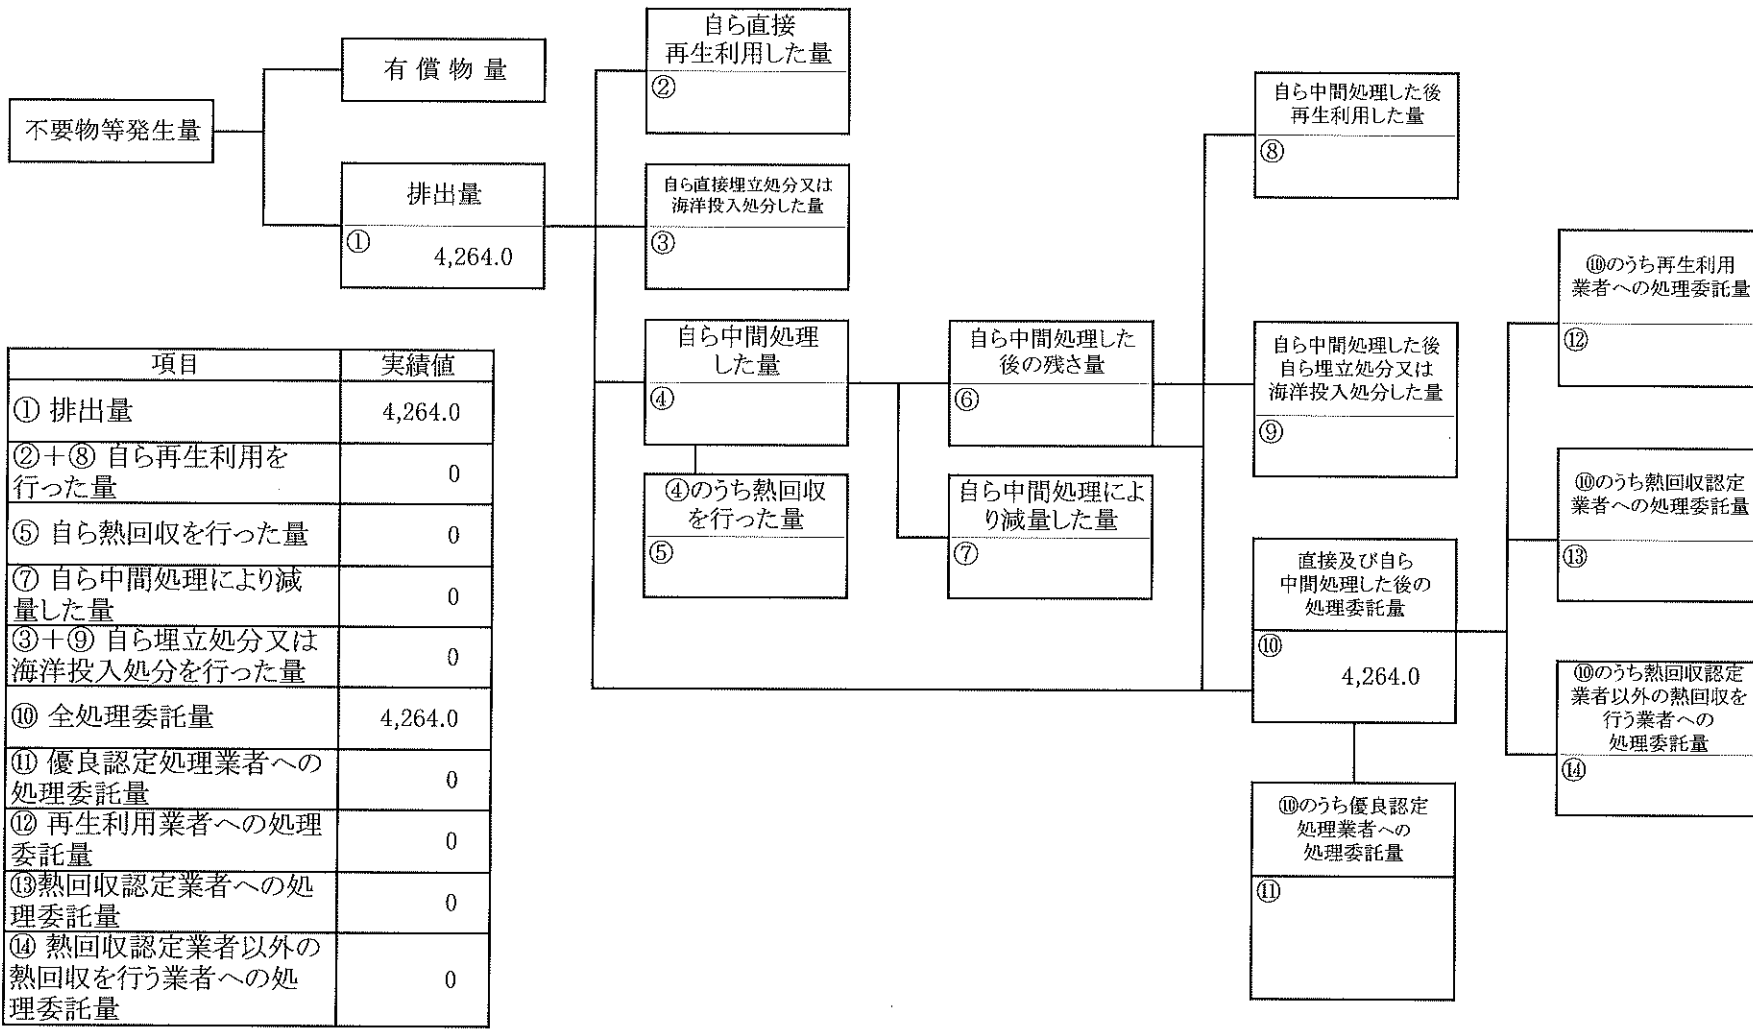 不要物等発生量
有償物量
排出量
①
4,264.0
自ら直接
再生利用した量
②
自ら直接埋立処分又は
海洋投入処分した量
③
自ら中間処理
した量
④
④のうち熱回収
を行った量
⑤
自ら中間処理した
後の残さ量
⑥
自ら中間処理によ
り減量した量
⑦
自ら中間処理した後
再生利用した量
⑧
自ら中間処理した後
自ら埋立処分又は
海洋投入処分した量
⑨
直接及び自ら
中間処理した後の
処理委託量
⑩
4,264.0
⑩のうち優良認定
処理業者への
処理委託量
⑪
⑩のうち再生利用
業者への処理委託量
⑫
⑩のうち熱回収認定
業者への処理委託量
⑬
⑩のうち熱回収認定
業者以外の熱回収を
行う業者への
処理委託量
⑭
項目 実績値
① 排出量 4,264.0
②+⑧ 自ら再生利用を
行った量 0
⑤ 自ら熱回収を行った量 0
⑦ 自ら中間処理により減
量した量 0
③+⑨ 自ら埋立処分又は
海洋投入処分を行った量 0
⑩ 全処理委託量 4,264.0
⑪ 優良認定処理業者への
処理委託量 0
⑫ 再生利用業者への処理
委託量 0
⑬熱回収認定業者への処
理委託量 0
⑭ 熱回収認定業者以外の
熱回収を行う業者への処
理委託量 0